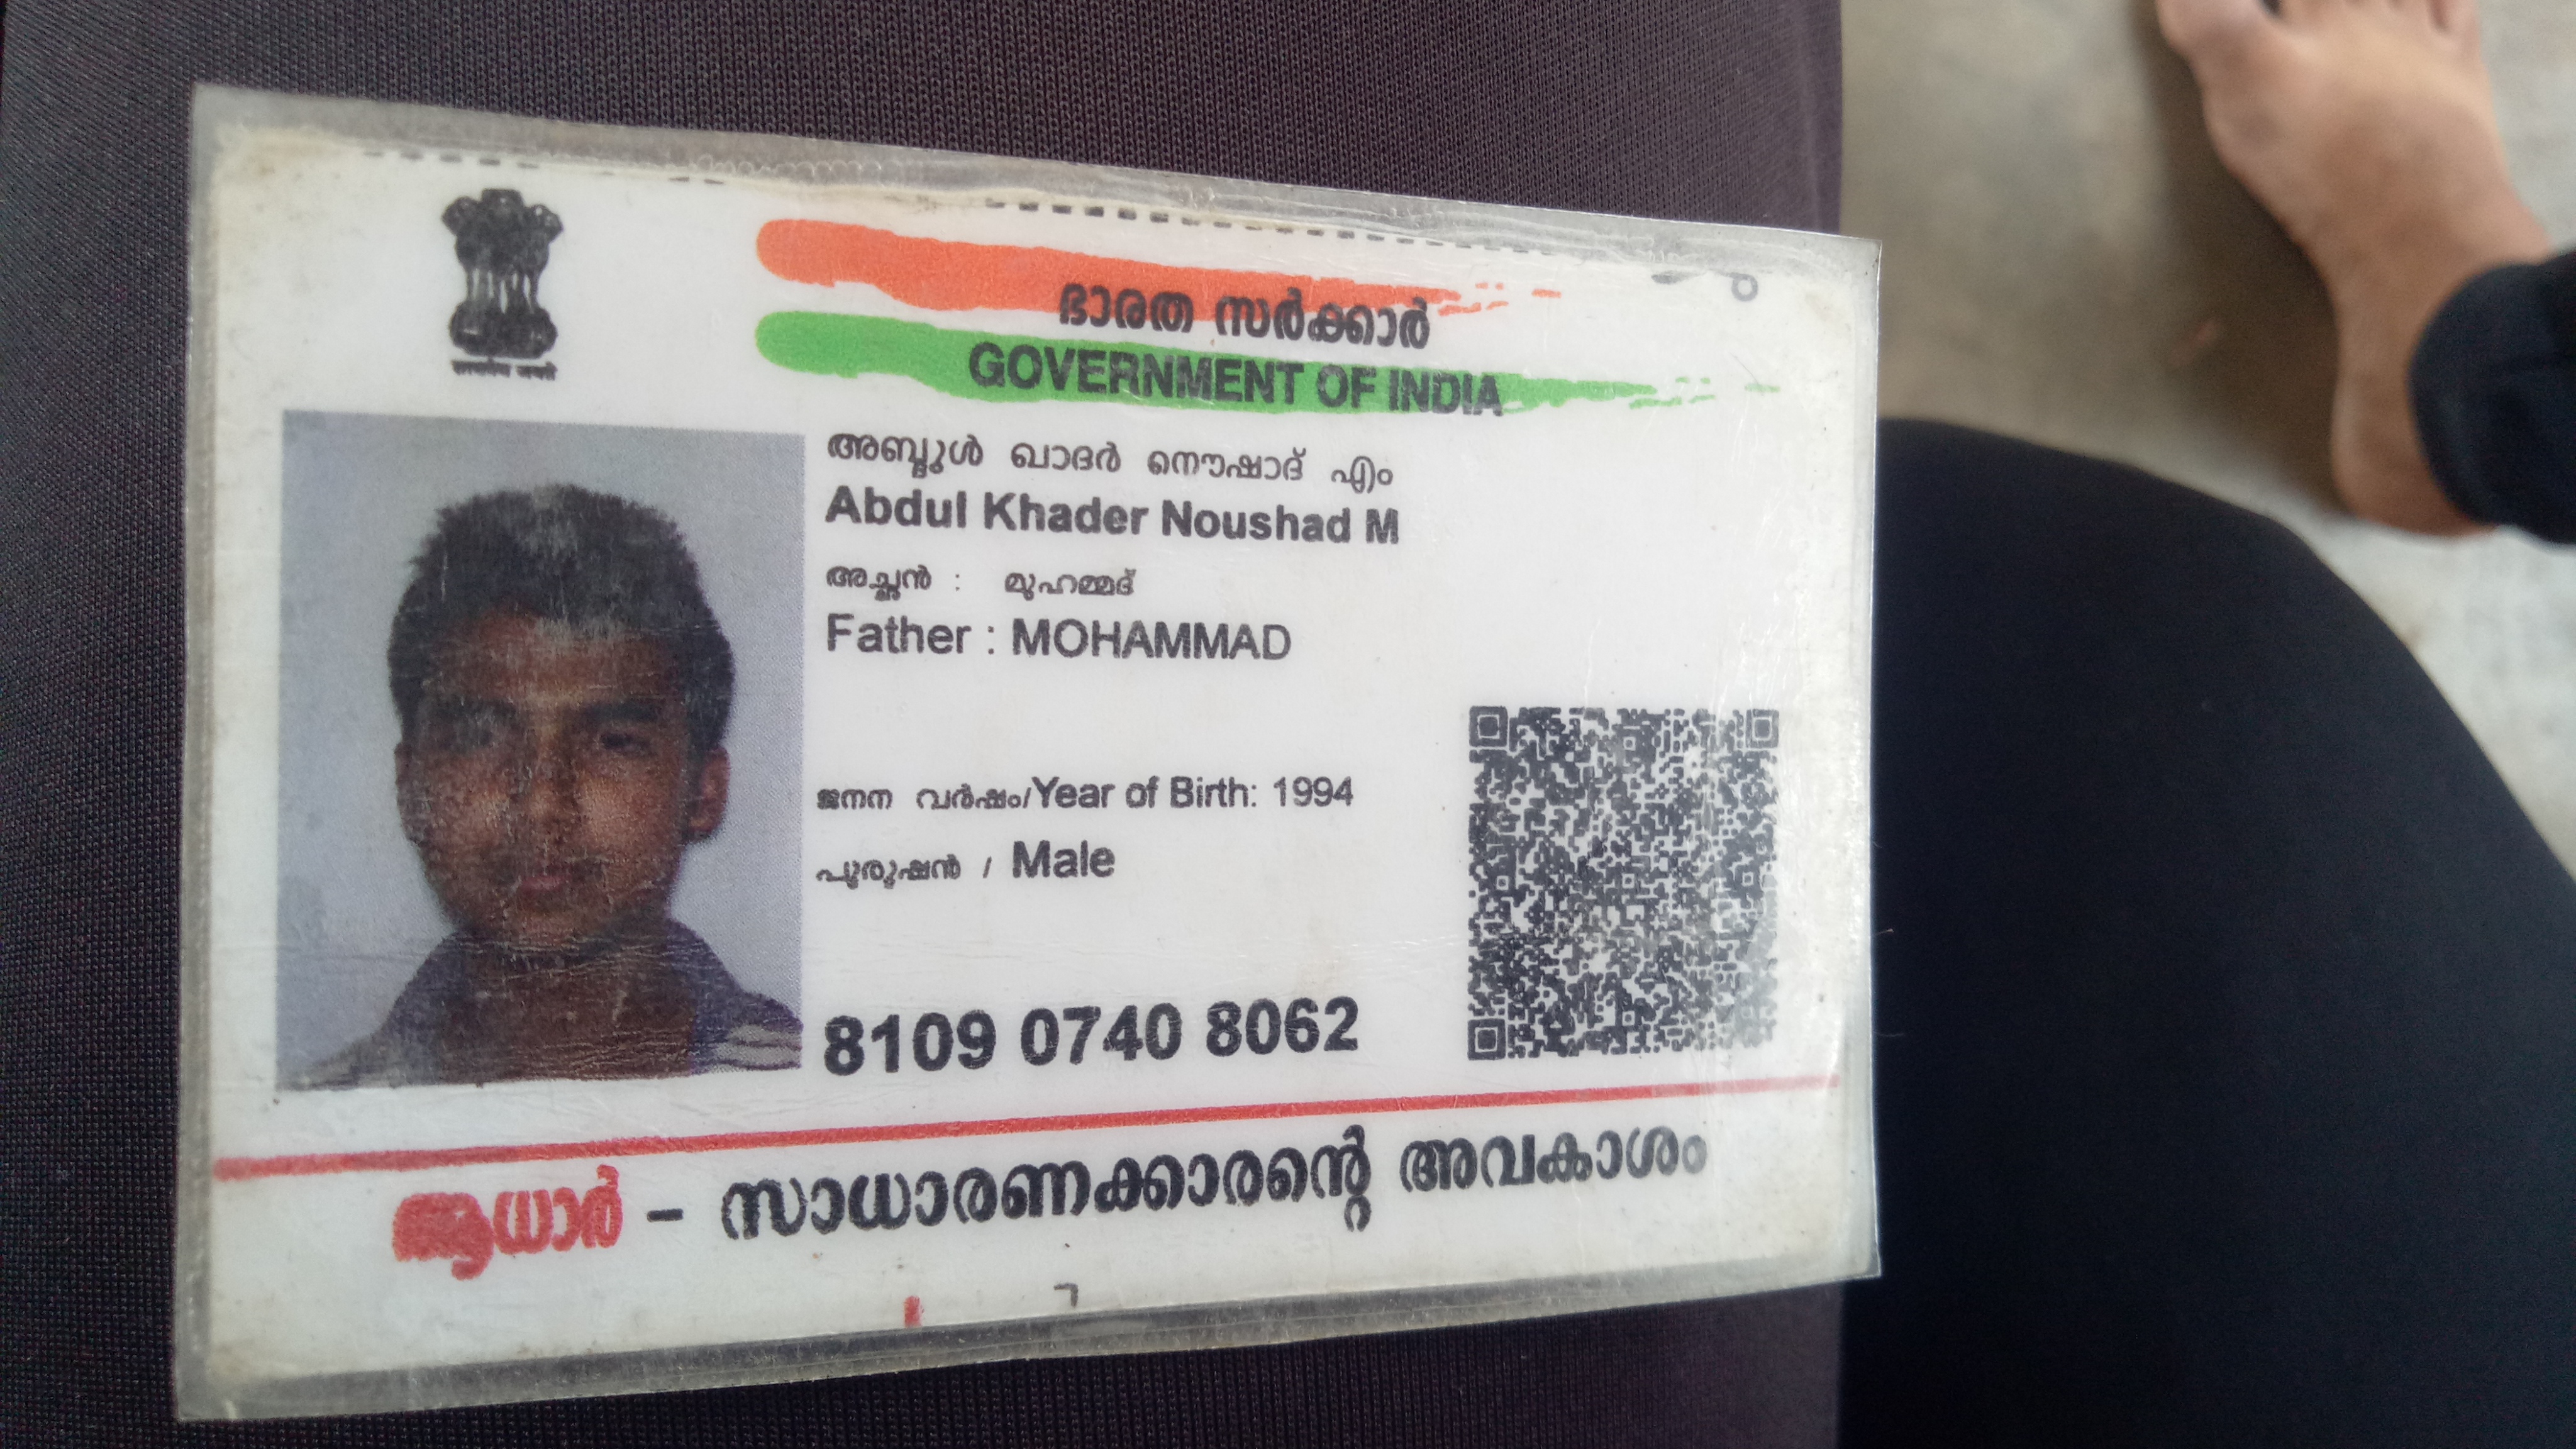 ഭാരത സർക്കാർ
GOVERNMENT OF INDIA
അബ്ദുൾ ഖാദർ നൌഷാദ് എം
Abdul Khader Noushad M
അച്ഛൻ : മുഹമ്മദ്
Father : MOHAMMAD
ജനന വർഷം/Year of Birth: 1994
പുരുഷൻ / Male
8109 0740 8062
ആധാർ – സാധാരണക്കാരന്റെ അവകാശം